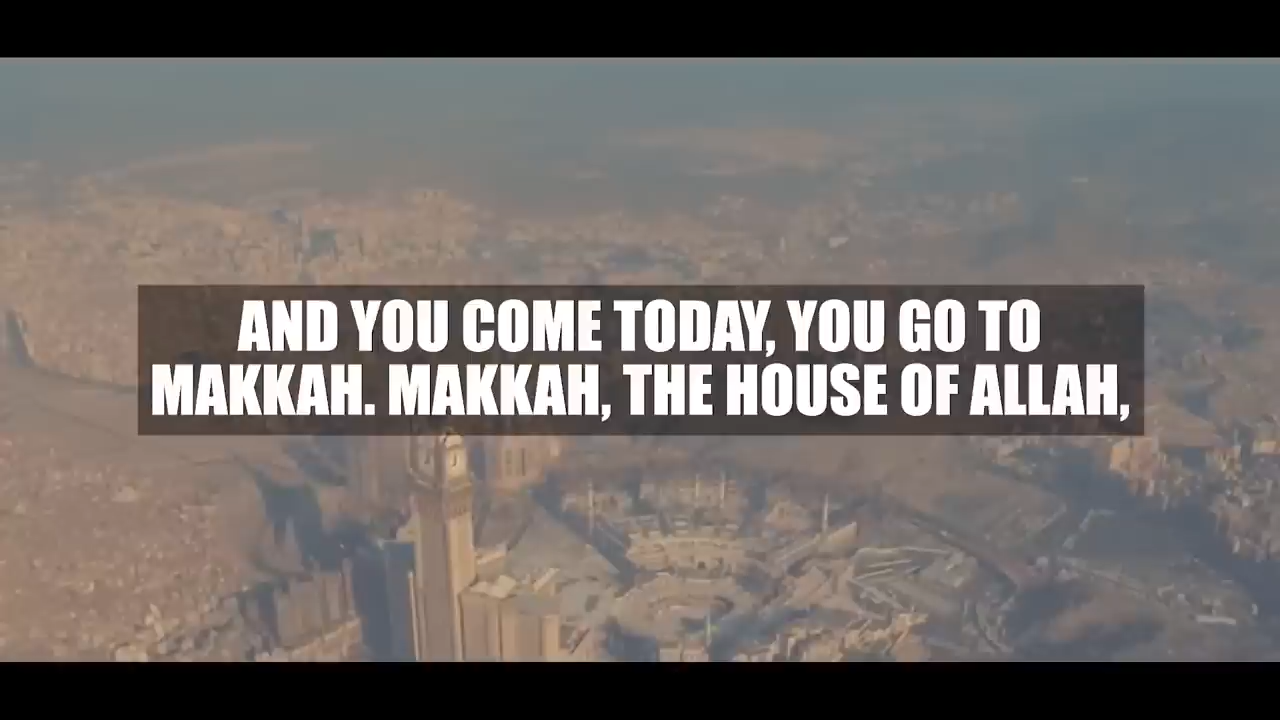 AND YOU COME TODAY, YOU GO TO
MAKKAH. MAKKAH, THE HOUSE OF ALLAH,